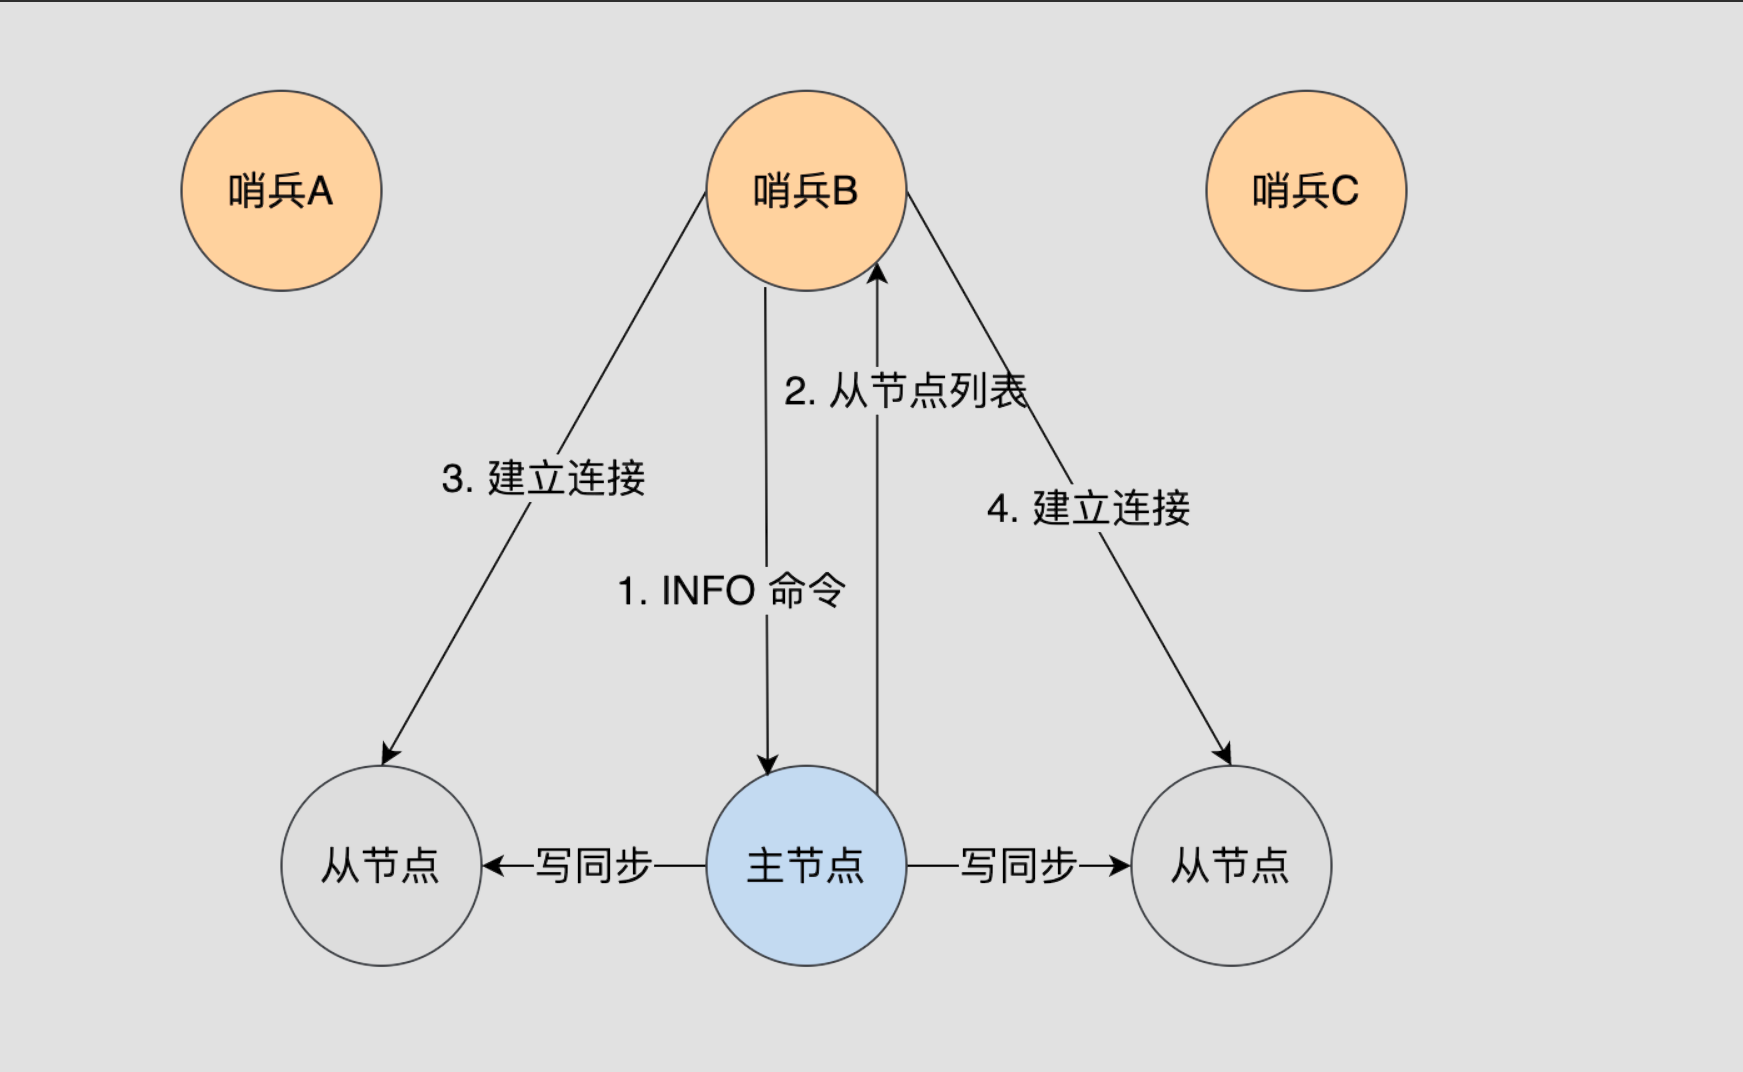 哨兵A
哨兵B
哨兵C
2. 从节点列表
3. 建立连接
4. 建立连接
1. INFO 命令
从节点
写同步
主节点
写同步
从节点